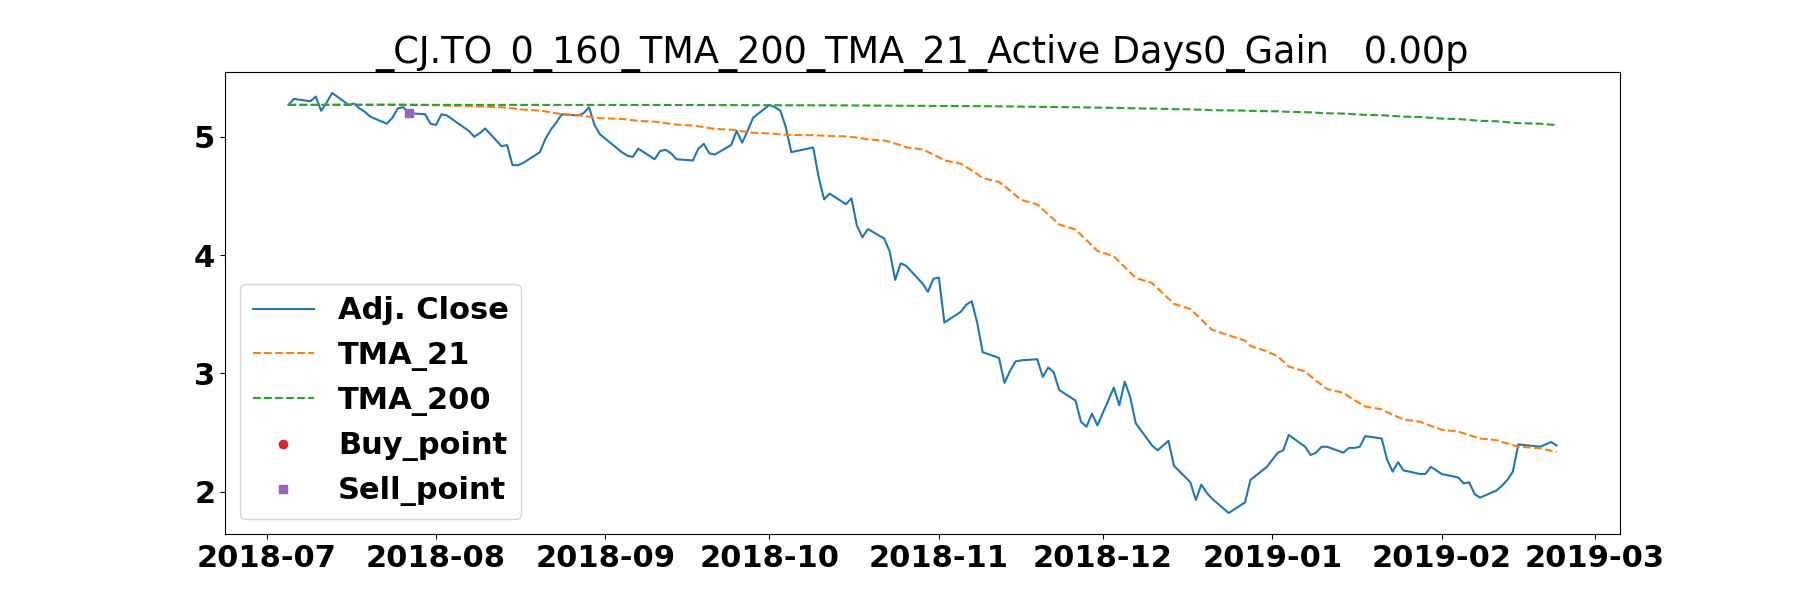 _CJ.TO_0_160_TMA_200_TMA_21_Active Days0_Gain   0.00p
5
4
3
2
Adj. Close
TMA_21
TMA_200
Buy_point
Sell_point
2018-07 2018-08 2018-09 2018-10 2018-11 2018-12 2019-01 2019-02 2019-03